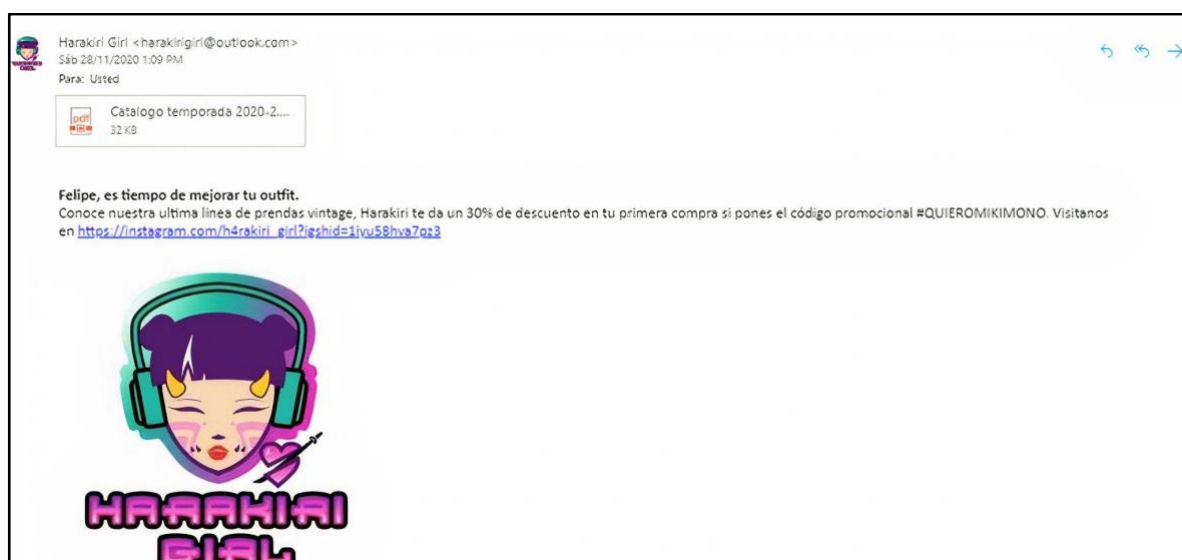 Harakiri Girl <harakirigirl@outlook.com>
Sáb 28/11/2020 1:09 PM
Para: Usted
pdf
Catalogo temporada 2020-2....
32 KB
Felipe, es tiempo de mejorar tu outfit.
Conoce nuestra ultima linea de prendas vintage, Harakiri te da un 30% de descuento en tu primera compra si pones el código promocional #QUIEROMIKIMONO. Visitanos
en https://instagram.com/h4rakiri_girl?igshid=1jyu58hva7pz3
HARAKIRI
GIRL